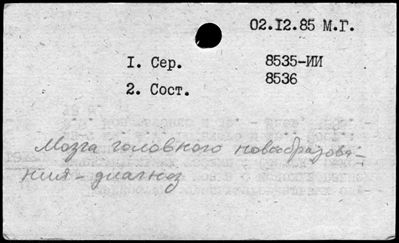 02.12.85 М.Г.
1. Сер. 8535-ИИ
2. Сост. 8536
Мозга головного новообразова-
ния - диагноз